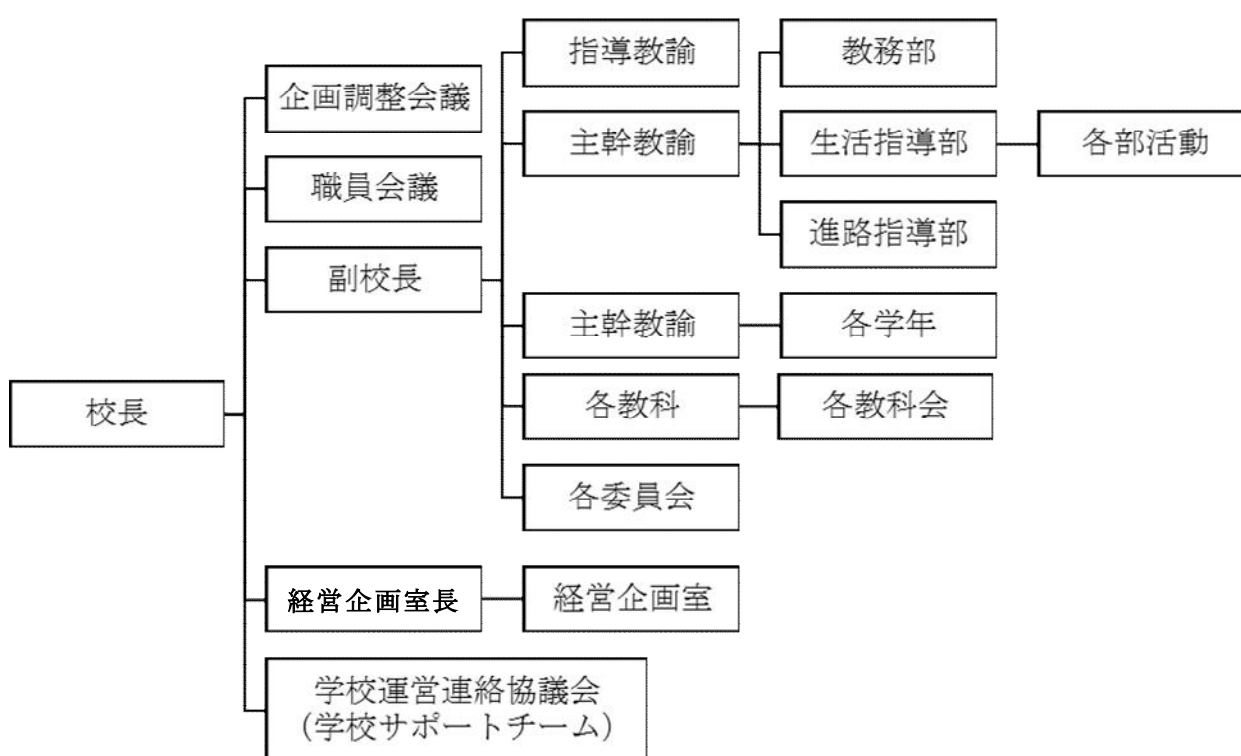 指導教諭
教務部
企画調整会議
主幹教諭
生活指導部
各部活動
職員会議
進路指導部
副校長
主幹教諭
各学年
校長
各教科
各教科会
各委員会
経営企画室長
経営企画室
学校運営連絡協議会
(学校サポートチーム)